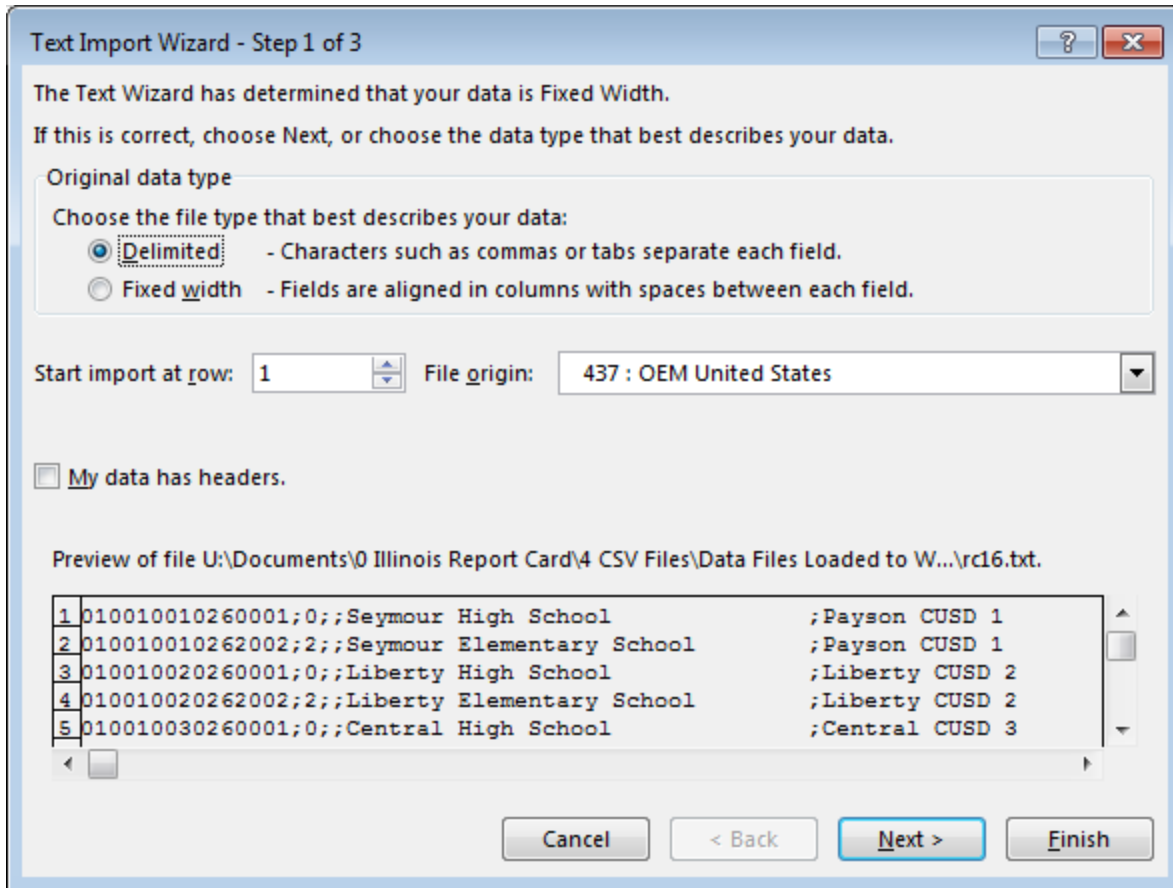 Text Import Wizard - Step 1 of 3
The Text Wizard has determined that your data is Fixed Width.
If this is correct, choose Next, or choose the data type that best describes your data.
Original data type
Choose the file type that best describes your data:
Delimited - Characters such as commas or tabs separate each field.
Fixed width - Fields are aligned in columns with spaces between each field.
Start import at row: 1 File origin: 437 : OEM United States
My data has headers.
Preview of file U:\Documents\0 Illinois Report Card\4 CSV Files\Data Files Loaded to W...\rc16.txt.
1 010010010260001;0;;Seymour High School ;Payson CUSD 1
2 010010010262002;2;;Seymour Elementary School ;Payson CUSD 1
3 010010020260001;0;;Liberty High School ;Liberty CUSD 2
4 010010020262002;2;;Liberty Elementary School ;Liberty CUSD 2
5 010010030260001;0;;Central High School ;Central CUSD 3
Cancel < Back Next > Finish